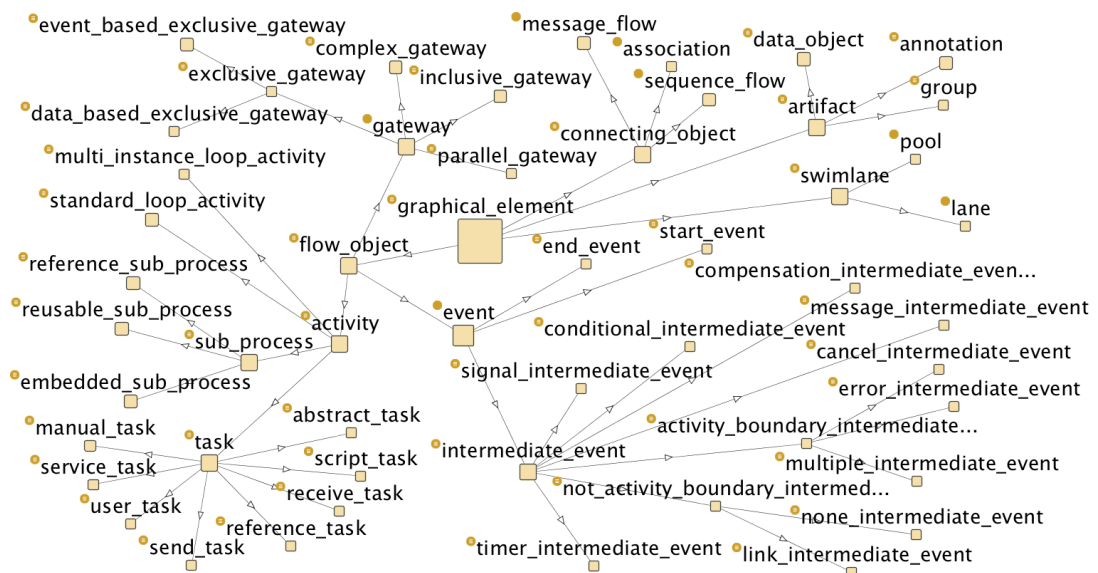 event_based_exclusive_gateway
message_flow
complex_gateway
association
data_object
annotation
exclusive_gateway
inclusive_gateway
sequence_flow
group
data_based_exclusive_gateway
gateway
connecting_object
artifact
multi_instance_loop_activity
parallel_gateway
pool
swimlane
standard_loop_activity
graphical_element
lane
flow_object
end_event
start_event
reference_sub_process
compensation_intermediate_even...
reusable_sub_process
activity
event
conditional_intermediate_event
message_intermediate_event
sub_process
cancel_intermediate_event
embedded_sub_process
signal_intermediate_event
error_intermediate_event
manual_task
abstract_task
activity_boundary_intermediate...
task
intermediate_event
service_task
script_task
multiple_intermediate_event
user_task
receive_task
not_activity_boundary_intermed...
reference_task
none_intermediate_event
send_task
timer_intermediate_event
link_intermediate_event